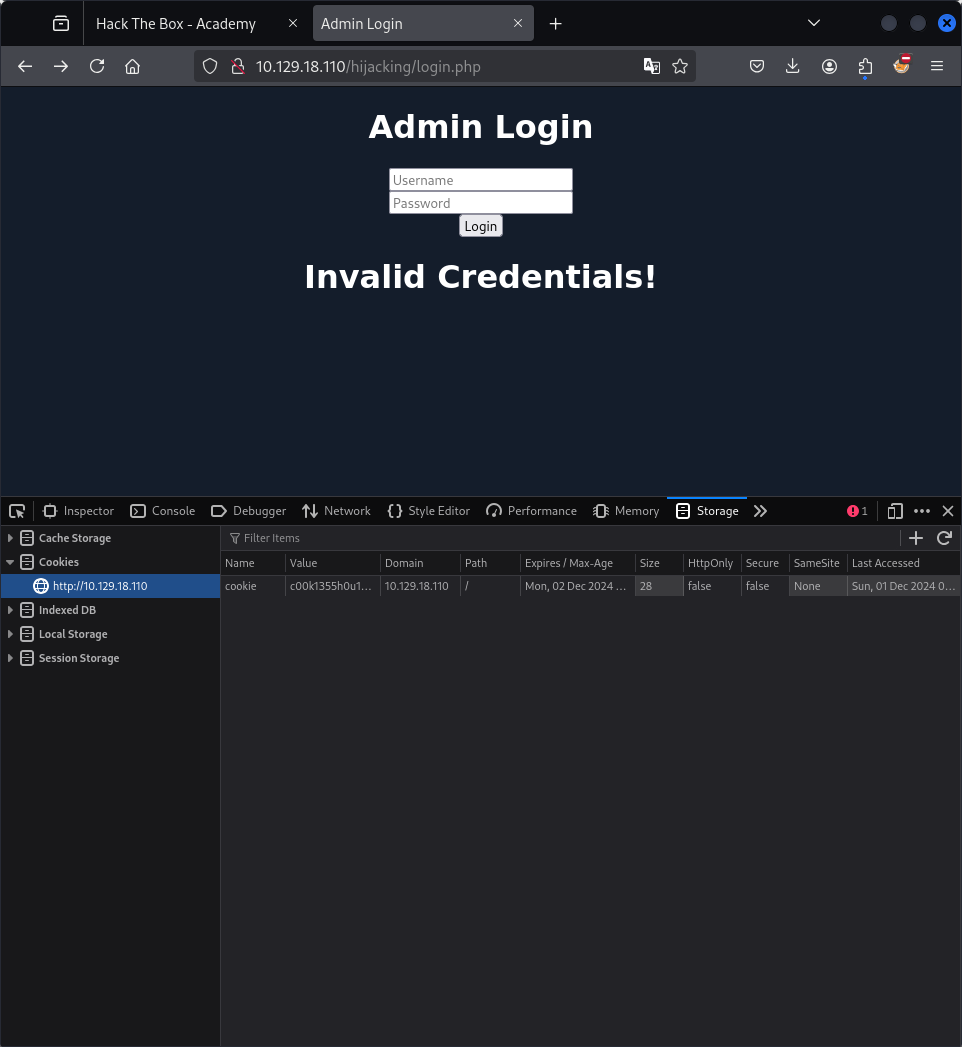 Hack The Box - Academy
Admin Login
10.129.18.110/hijacking/login.php
Admin Login
Username
Password
Login
Invalid Credentials!
Inspector Console Debugger Network Style Editor Performance Memory Storage 1
Cache Storage
Cookies
http://10.129.18.110
Indexed DB
Local Storage
Session Storage
Filter Items
Name Value Domain Path Expires / Max-Age Size HttpOnly Secure SameSite Last Accessed
cookie c00k1355h0u1... 10.129.18.110 / Mon, 02 Dec 2024 ... 28 false false None Sun, 01 Dec 2024 0...